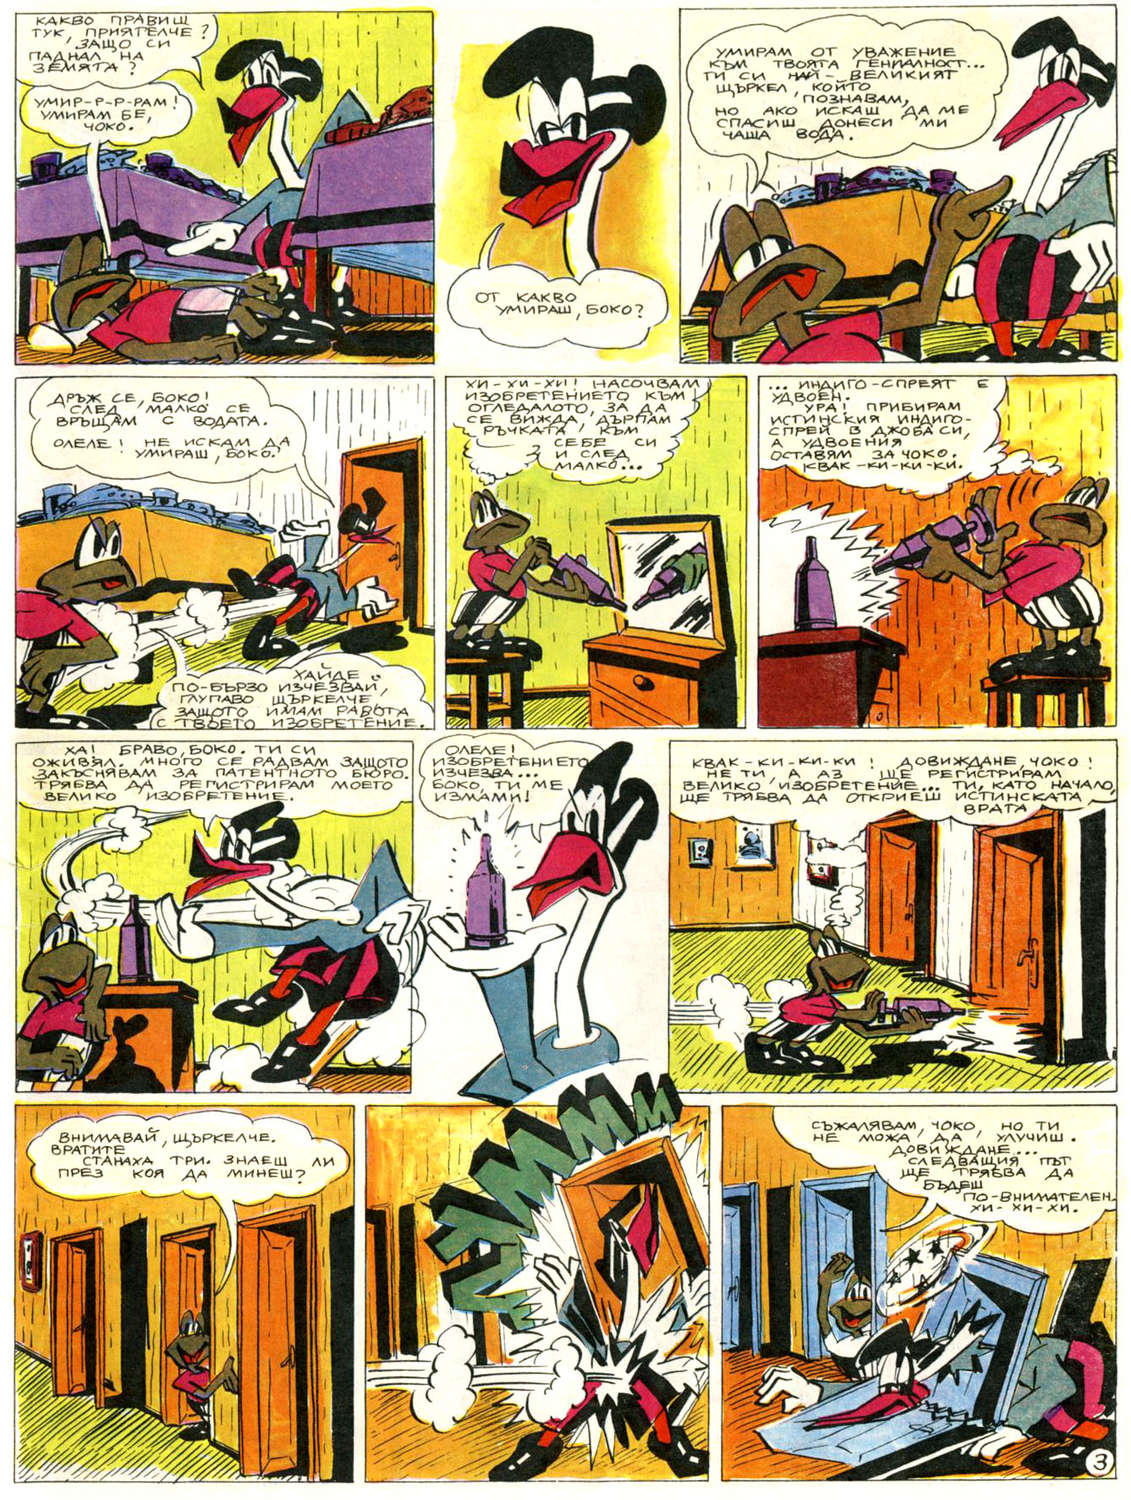 КАКВО ПРАВИШ
ТУК, ПРИЯТЕЛЧЕ?
ЗАЩО СИ
ПАДНАЛ НА
ЗЕМЯТА?
УМИР-Р-Р-РАМ!
УМИРАМ БЕ,
ЧОКО.
ОТ КАКВО
УМИРАШ, БОКО?
УМИРАМ ОТ УВАЖЕНИЕ
КЪМ ТВОЯТА ГЕНИАЛНОСТ...
ТИ СИ НАЙ-ВЕЛИКИЯТ
ЩЪРКЕЛ, КОЙТО
ПОЗНАВАМ,
НО АКО ИСКАШ ДА МЕ
СПАСИШ ДОНЕСИ МИ
ЧАША ВОДА.
ДРЪЖ СЕ, БОКО!
СЛЕД МАЛКО СЕ
ВРЪЩАМ С ВОДАТА.
ОЛЕЛЕ! НЕ ИСКАМ ДА
УМИРАШ, БОКО.
ХАЙДЕ
ПО-БЪРЗО ИЗЧЕЗВАЙ,
ГЛУПАВО ЩЪРКЕЛЧЕ
ЗАЩОТО ИМАМ РАБОТА
С ТВОЕТО ИЗОБРЕТЕНИЕ.
ХИ-ХИ-ХИ! НАСОЧВАМ
ИЗОБРЕТЕНИЕТО КЪМ
ОГЛЕДАЛОТО, ЗА ДА
СЕ ВИЖДА, ДЪРПАМ
РЪЧКАТА КЪМ
СЕБЕ СИ
И СЛЕД
МАЛКО...
... ИНДИГО-СПРЕЯТ Е
УДВОЕН.
УРА! ПРИБИРАМ
ИСТИНСКИЯ ИНДИГО-
СПРЕЙ В ДЖОБА СИ,
А УДВОЕНИЯ
ОСТАВЯМ ЗА ЧОКО.
КВАК-КИ-КИ-КИ.
ХА! БРАВО, БОКО. ТИ СИ
ОЖИВЯЛ. МНОГО СЕ РАДВАМ ЗАЩОТО
ЗАКЪСНЯВАМ ЗА ПАТЕНТНОТО БЮРО.
ТРЯБВА ДА РЕГИСТРИРАМ МОЕТО
ВЕЛИКО ИЗОБРЕТЕНИЕ.
ОЛЕЛЕ!
ИЗОБРЕТЕНИЕТО
ИЗЧЕЗВА...
БОКО, ТИ МЕ
ИЗМАМИ!
КВАК-КИ-КИ-КИ! ДОВИЖДАНЕ, ЧОКО!
НЕ ТИ, А АЗ ЩЕ РЕГИСТРИРАМ
ВЕЛИКО ИЗОБРЕТЕНИЕ... ТИ, КАТО НАЧАЛО,
ЩЕ ТРЯБВА ДА ОТКРИЕШ ИСТИНСКАТА
ВРАТА
ВНИМАВАЙ, ЩЪРКЕЛЧЕ.
ВРАТИТЕ
СТАНАХА ТРИ. ЗНАЕШ ЛИ
ПРЕЗ КОЯ ДА МИНЕШ?
ДУМММм
СЪЖАЛЯВАМ, ЧОКО, НО ТИ
НЕ МОЖА ДА УЛУЧИШ.
ДОВИЖДАНЕ...
СЛЕДВАЩИЯ ПЪТ
ЩЕ ТРЯБВА ДА
БЪДЕШ
ПО-ВНИМАТЕЛЕН.
ХИ-ХИ-ХИ.
3